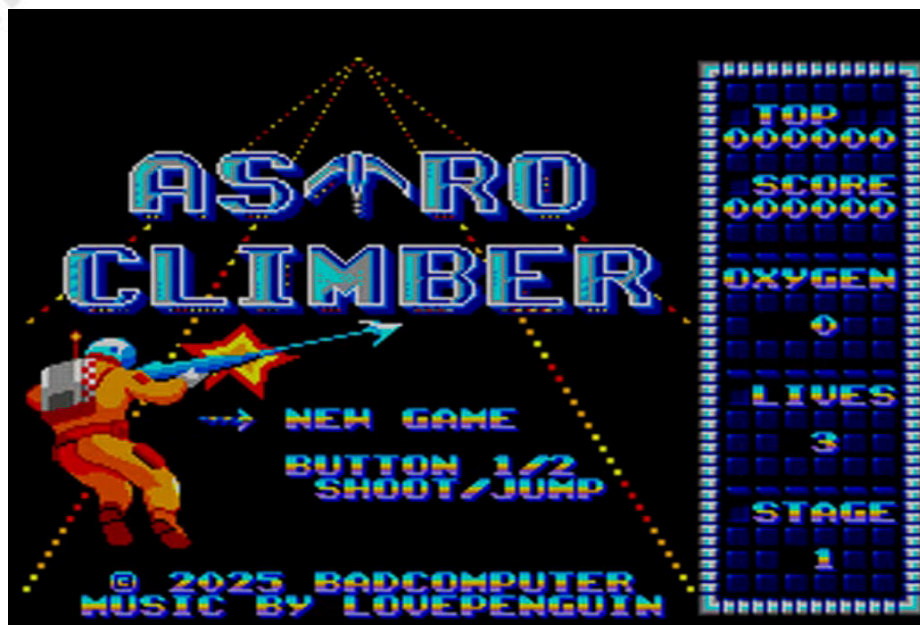 ASTRO
CLIMBER
NEW GAME
BUTTON 1/2
SHOOT/JUMP
© 2025 BADCOMPUTER
MUSIC BY LOVEPENGUIN
TOP
000000
SCORE
000000
OXYGEN
0
LIVES
3
STAGE
1